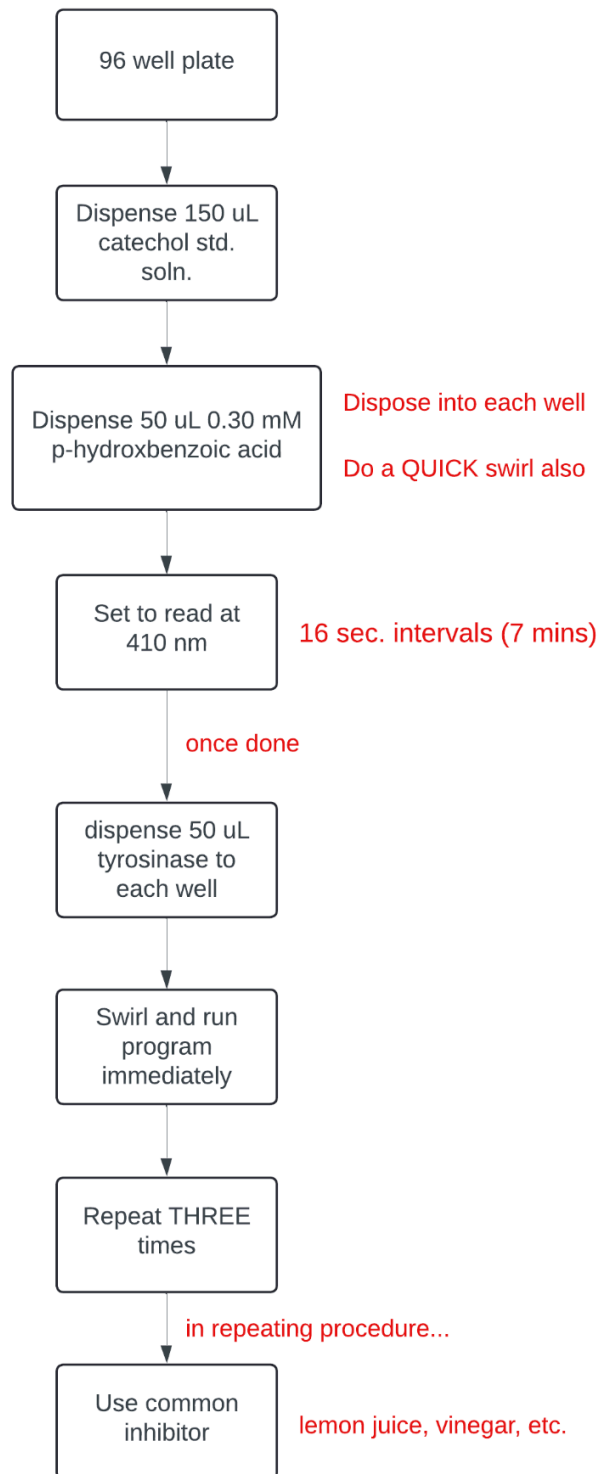 96 well plate
Dispense 150 uL
catechol std.
soln.
Dispense 50 uL 0.30 mM
p-hydroxbenzoic acid
Dispose into each well
Do a QUICK swirl also
Set to read at
410 nm
16 sec. intervals (7 mins)
once done
dispense 50 uL
tyrosinase to
each well
Swirl and run
program
immediately
Repeat THREE
times
in repeating procedure...
Use common
inhibitor
lemon juice, vinegar, etc.